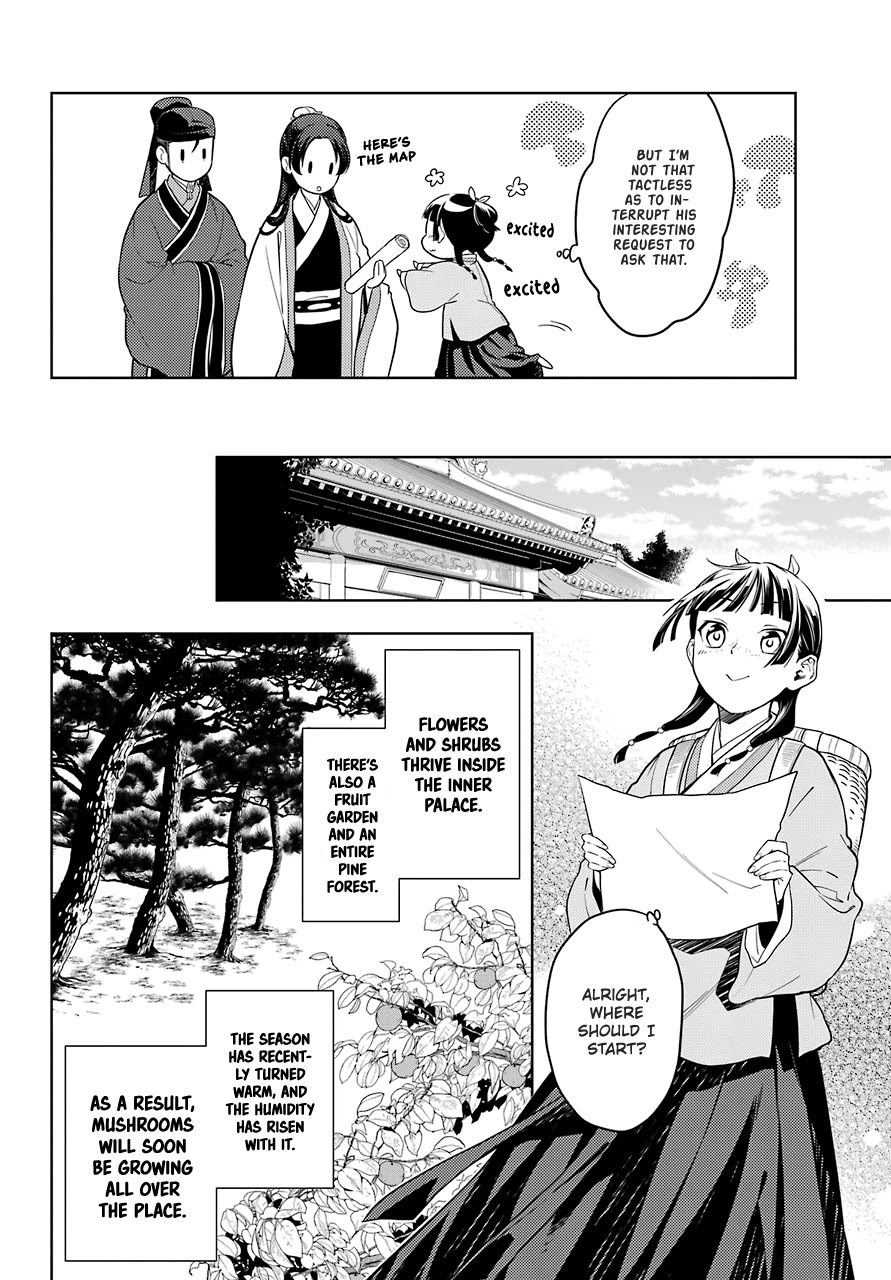 BUT I'M
NOT THAT
TACTLESS
AS TO IN-
TERRUPT HIS
INTERESTING
REQUEST TO
ASK THAT.
excited
excited
HERE'S
THE MAP
ALRIGHT,
WHERE
SHOULD I
START?
FLOWERS
AND SHRUBS
THRIVE INSIDE
THE INNER
PALACE.
THERE'S
ALSO A
FRUIT
GARDEN
AND AN
ENTIRE
PINE
FOREST.
THE SEASON
HAS RECENT-
LY TURNED
WARM, AND
THE HUMIDITY
HAS RISEN
WITH IT.
AS A RESULT,
MUSHROOMS
WILL SOON
BE GROWING
ALL OVER
THE PLACE.